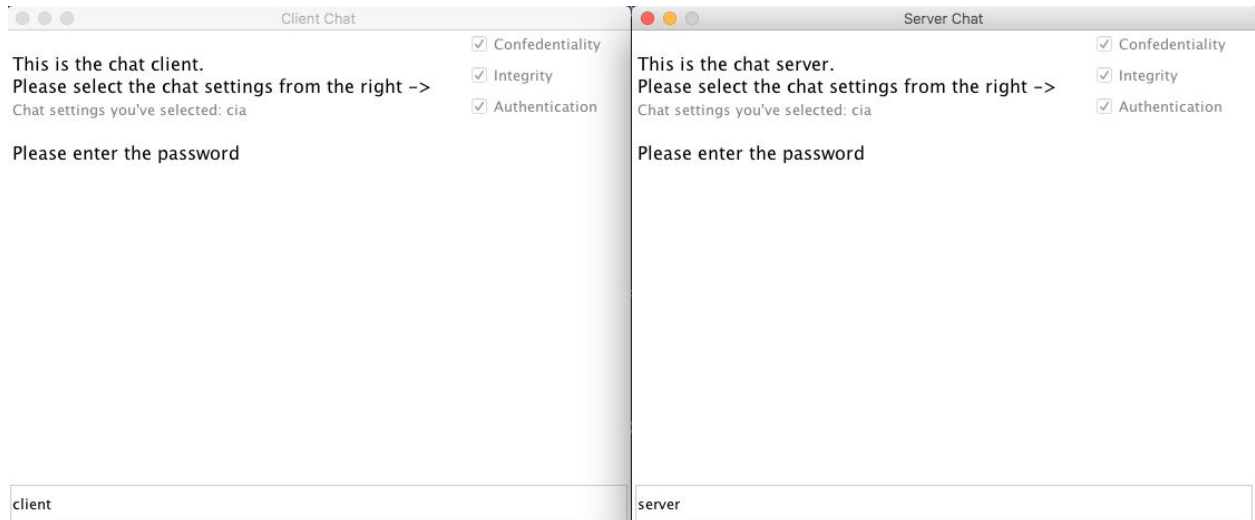 Client Chat
This is the chat client.
Please select the chat settings from the right ->
Chat settings you've selected: cia
Please enter the password
Confedentiality
Integrity
Authentication
client
Server Chat
This is the chat server.
Please select the chat settings from the right ->
Chat settings you've selected: cia
Please enter the password
Confedentiality
Integrity
Authentication
server